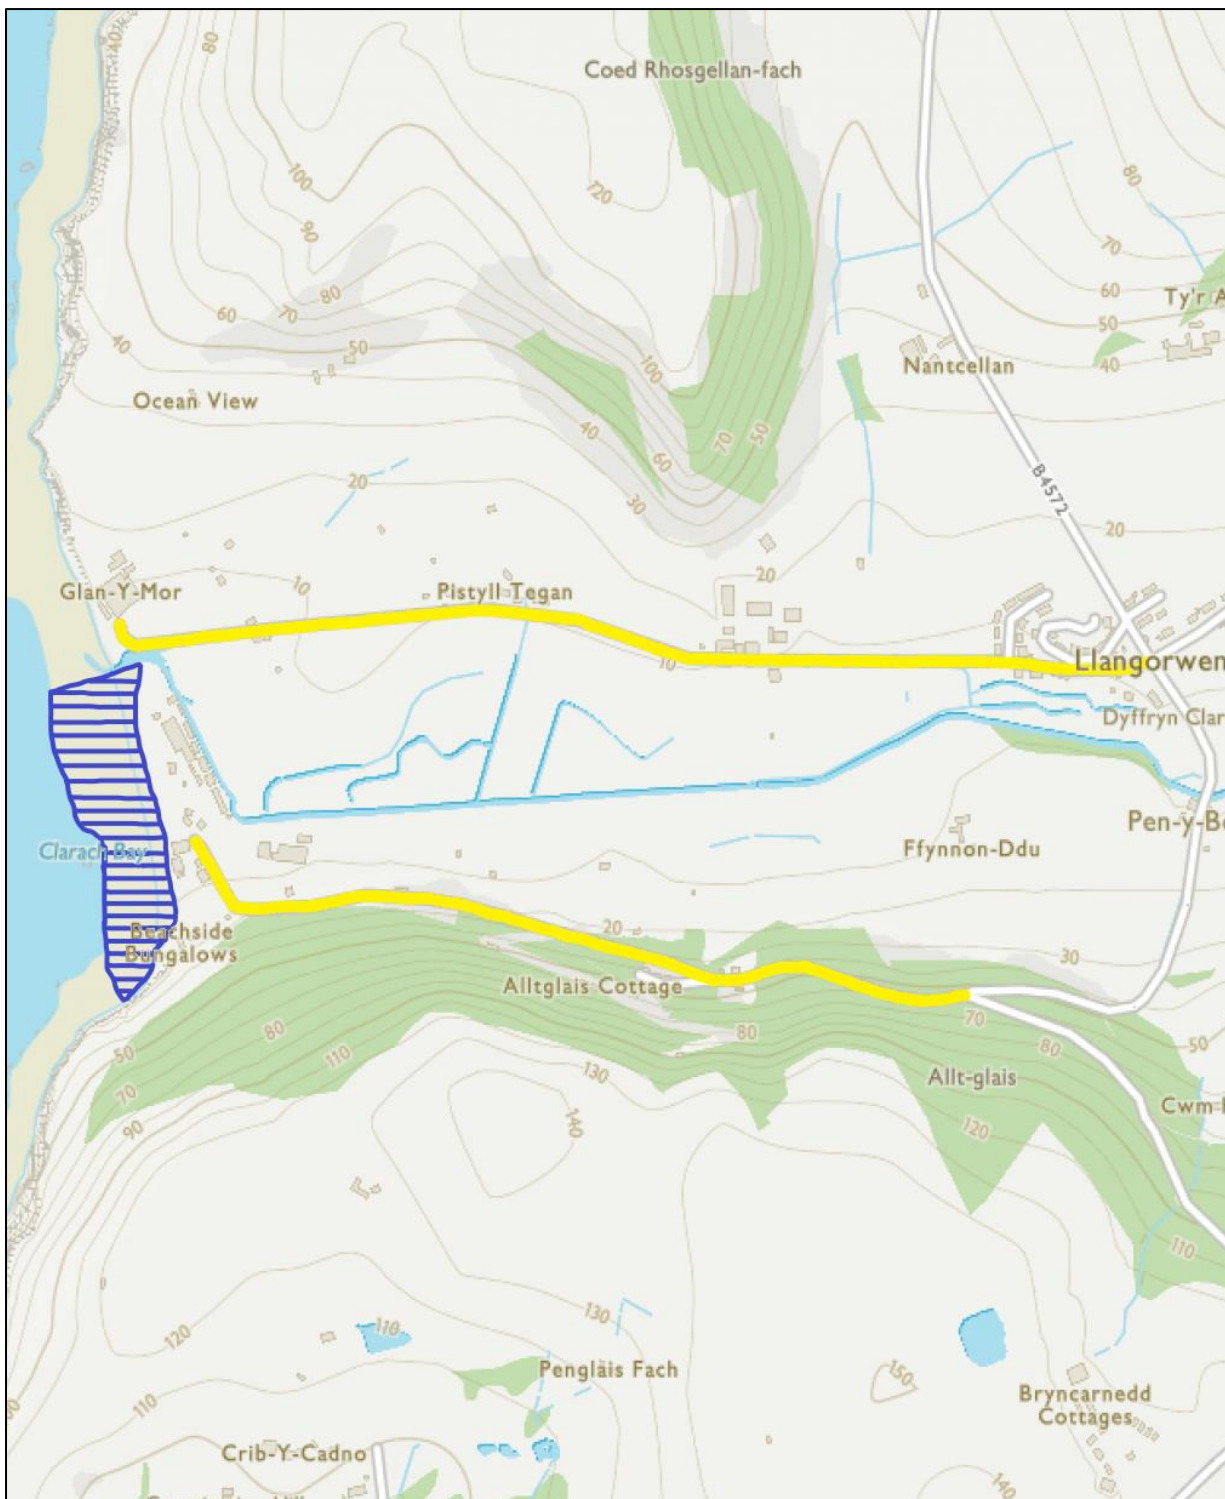 40
80
Coed Rhosgellan-fach
100
90
720
80
70
60
80
70
60
50
40
Ty'r A
40
50
100
Nantcellan
Ocean View
40
60
70
50
30
20
B4572
20
Glan-Y-Mor
10
Pistyll Tegan
20
10
Llangorwen
Dyffryn Clar
Clarach Bay
Ffynnon-Ddu
Pen-y-B
Beachside
Bungalows
20
30
Alltglais Cottage
70
80
80
50
80
50
110
130
Allt-glais
70
90
140
120
Cwm
110
130
120
110
150
110
Penglais Fach
Bryncarnedd
Cottages
Crib-Y-Cadno
140